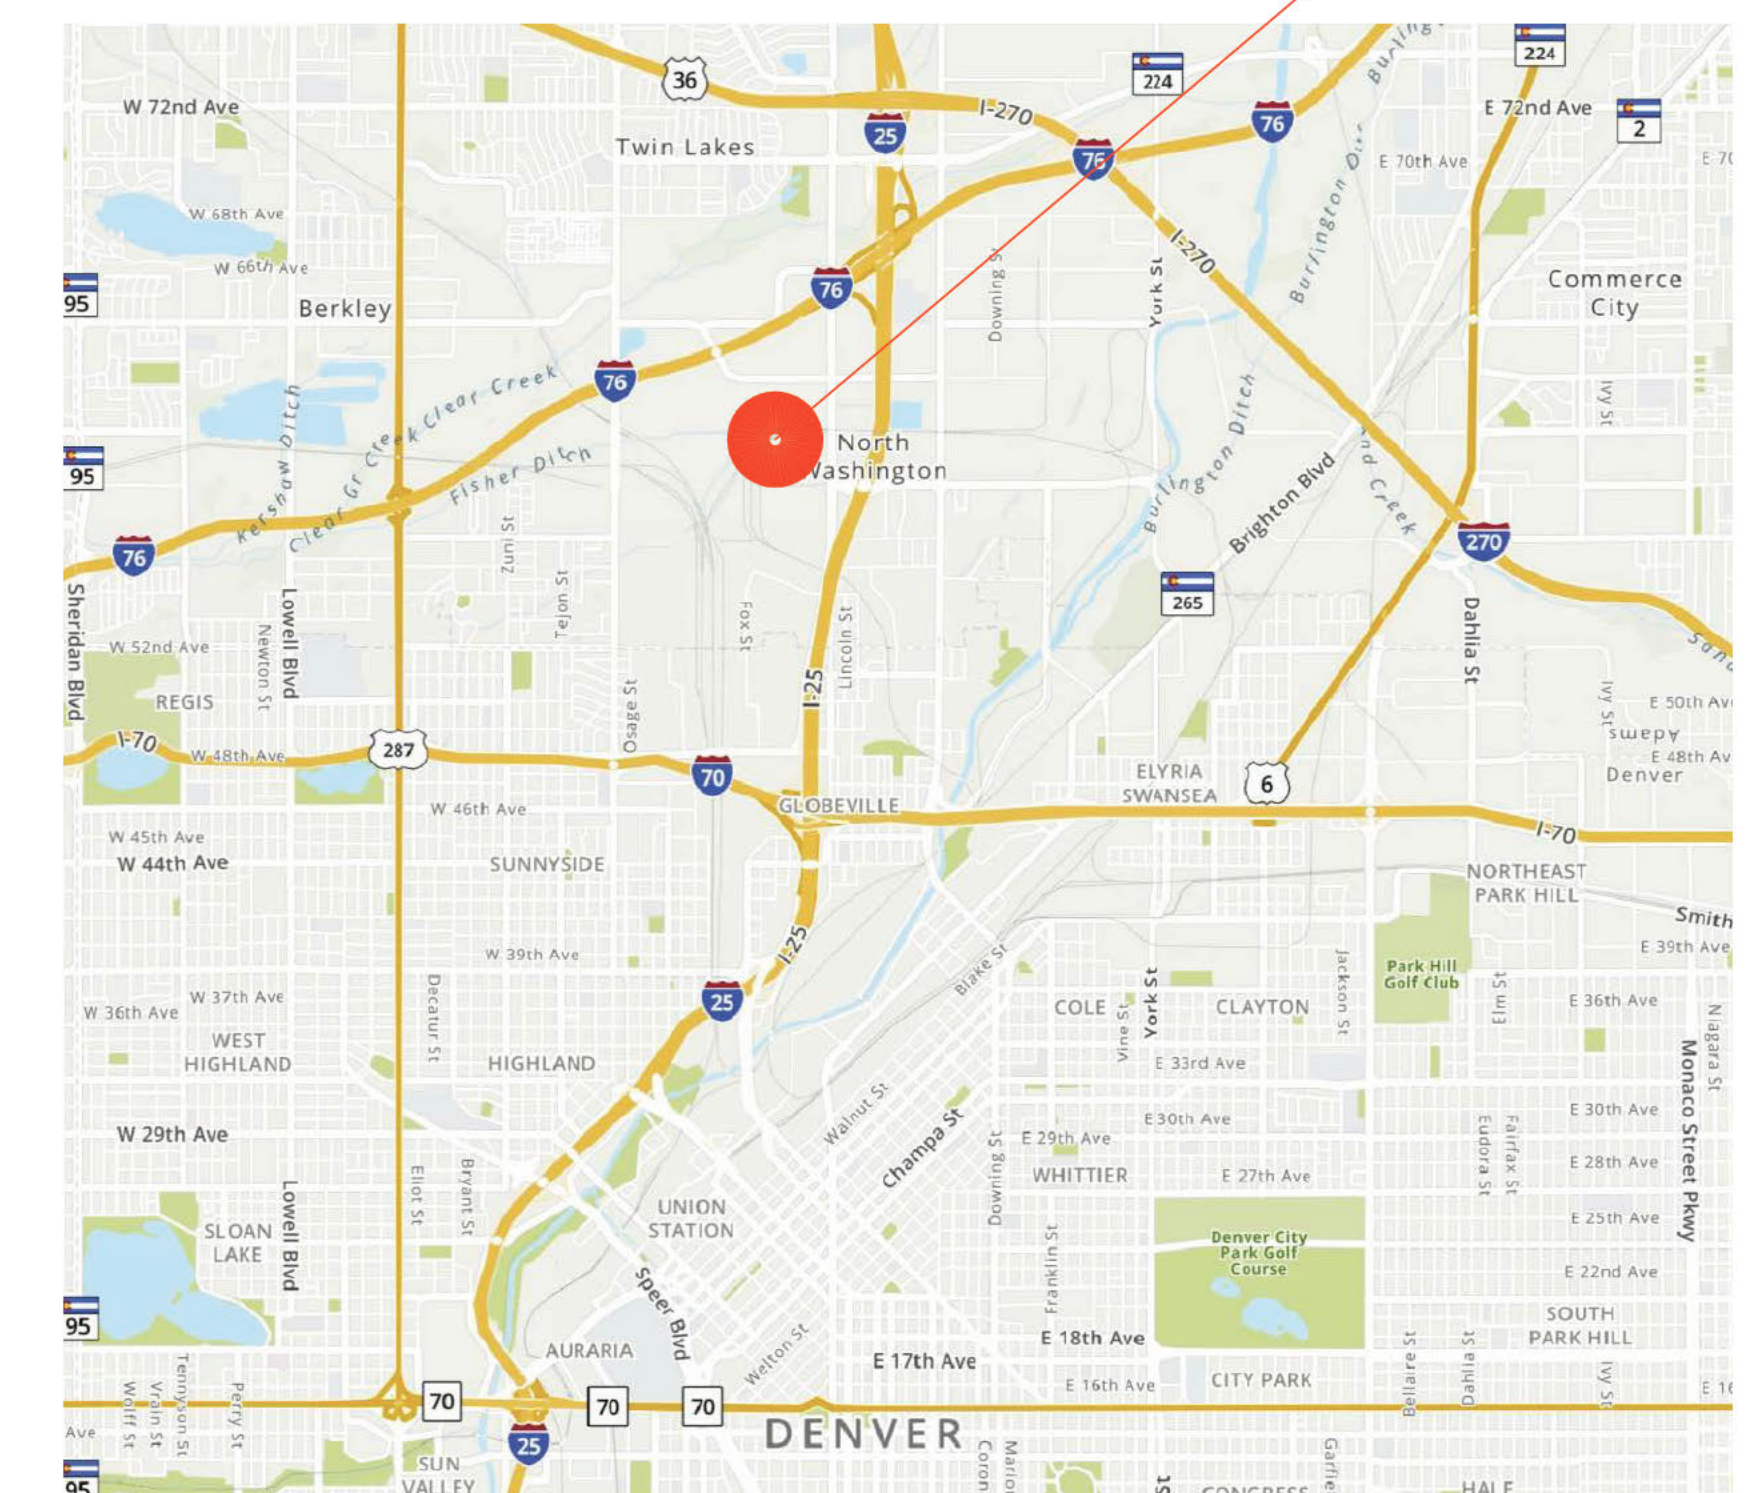 224
36
224
W 72nd Ave
I-270
E 72nd Ave
2
25
76
Twin Lakes
76
E 70th Ave
W 68th Ave
Burlington
I-270
W 66th Ave
York St
Downing St
Commerce
City
95
76
Berkley
Clear Creek
76
Ivy St
Kershaw Ditch
Clear Creek
Fisher Ditch
North
Washington
Burlington Ditch
Brighton Blvd
95
76
Zuni St
270
Tejon St
265
Sheridan Blvd
Lowell Blvd
Newton St
Fox St
Lincoln St
Dahlia St
W 52nd Ave
REGIS
I-25
Osage St
Ivy St
E 50th Av
I-70
W 48th Ave
287
Adams
E 48th Av
Denver
70
ELYRIA
SWANSEA
6
W 46th Ave
GLOBEVILLE
I-70
W 45th Ave
W 44th Ave
SUNNYSIDE
NORTHEAST
PARK HILL
Smith
W 39th Ave
I-25
Blake St
E 39th Ave
Park Hill
Golf Club
W 37th Ave
W 36th Ave
Decatur St
25
COLE
Vine St
York St
CLAYTON
Jackson St
Elm St
E 36th Ave
Niagara St
WEST
HIGHLAND
HIGHLAND
E 33rd Ave
Monaco Street Pkwy
Walnut St
Champa St
E 30th Ave
E 30th Ave
W 29th Ave
E 29th Ave
Eudora St
Fairfax St
Downing St
WHITTIER
E 27th Ave
E 28th Ave
Lowell Blvd
Eliot St
Bryant St
UNION
STATION
E 25th Ave
SLOAN
LAKE
Franklin St
Denver City
Park Golf
Course
E 22nd Ave
Speer Blvd
95
AURARIA
Welton St
E 18th Ave
SOUTH
PARK HILL
E 17th Ave
Wolff St
Vrain St
Tennyson St
Perry St
E 16th Ave
CITY PARK
Bellaire St
Dahlia St
Ivy St
E 16
70
70
70
DENVER
Ave
25
95
SUN
VALLEY
St
CONGRESS
HALE